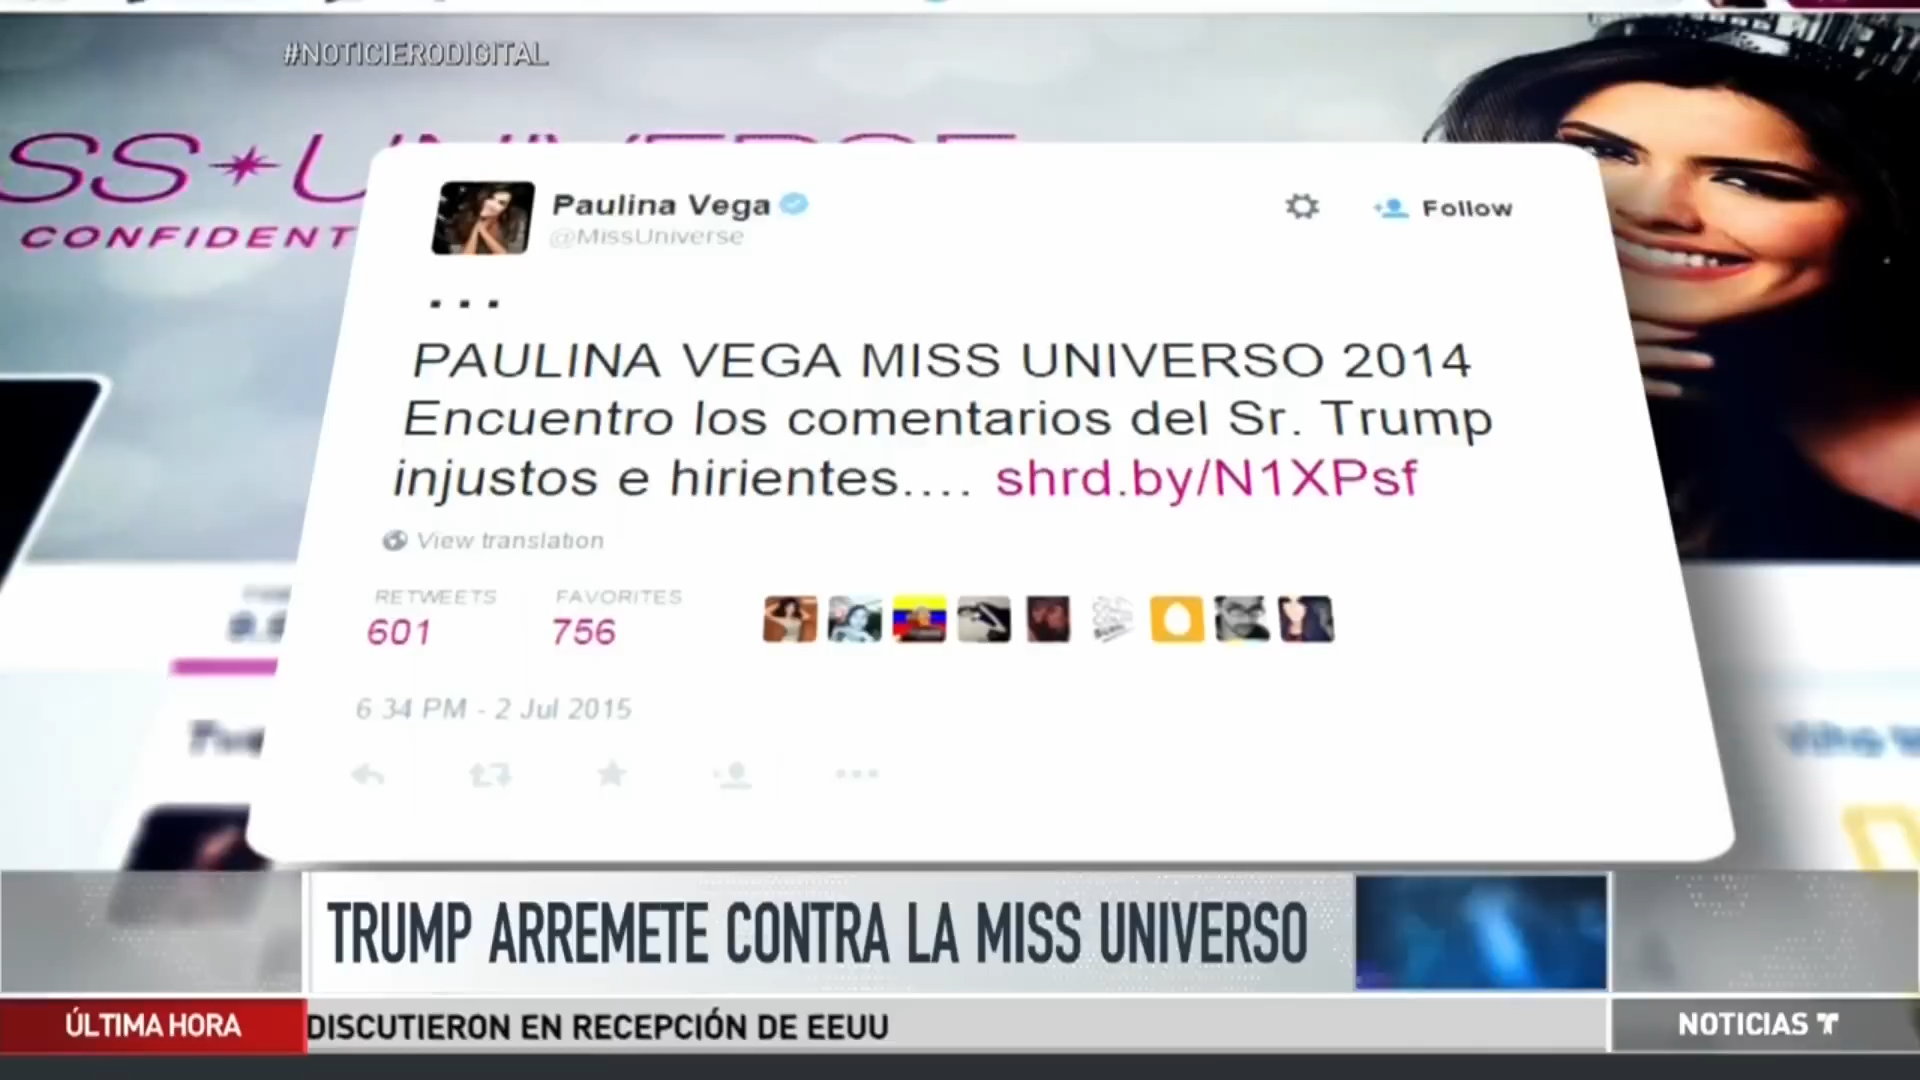 #NOTICIERODIGITAL
SS UNIVERSE
CONFIDENT
Paulina Vega
@MissUniverse
Follow
...
PAULINA VEGA MISS UNIVERSO 2014
Encuentro los comentarios del Sr. Trump
injustos e hirientes.... shrd.by/N1XPsf
View translation
RETWEETS FAVORITES
601 756
6 34 PM - 2 Jul 2015
TRUMP ARREMETE CONTRA LA MISS UNIVERSO
ÚLTIMA HORA
DISCUTIERON EN RECEPCIÓN DE EEUU
NOTICIAS T